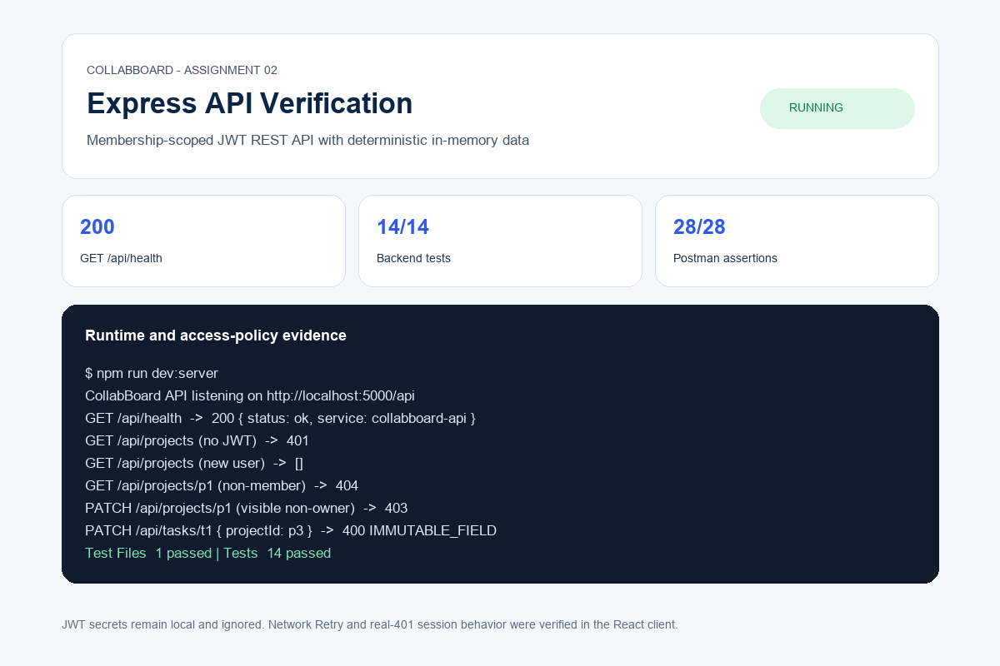 COLLABBOARD - ASSIGNMENT 02
Express API Verification
Membership-scoped JWT REST API with deterministic in-memory data
RUNNING
200
GET /api/health
14/14
Backend tests
28/28
Postman assertions
Runtime and access-policy evidence
$ npm run dev:server
CollabBoard API listening on http://localhost:5000/api
GET /api/health  ->  200 { status: ok, service: collabboard-api }
GET /api/projects (no JWT)  ->  401
GET /api/projects (new user)  ->  []
GET /api/projects/p1 (non-member)  ->  404
PATCH /api/projects/p1 (visible non-owner)  ->  403
PATCH /api/tasks/t1 { projectId: p3 }  ->  400 IMMUTABLE_FIELD
Test Files  1 passed | Tests  14 passed
JWT secrets remain local and ignored. Network Retry and real-401 session behavior were verified in the React client.